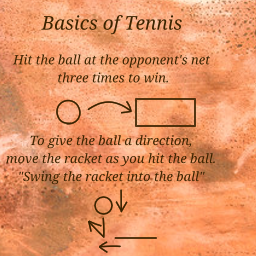 Basics of Tennis
Hit the ball at the opponent's net
three times to win.
To give the ball a direction,
move the racket as you hit the ball.
"Swing the racket into the ball"